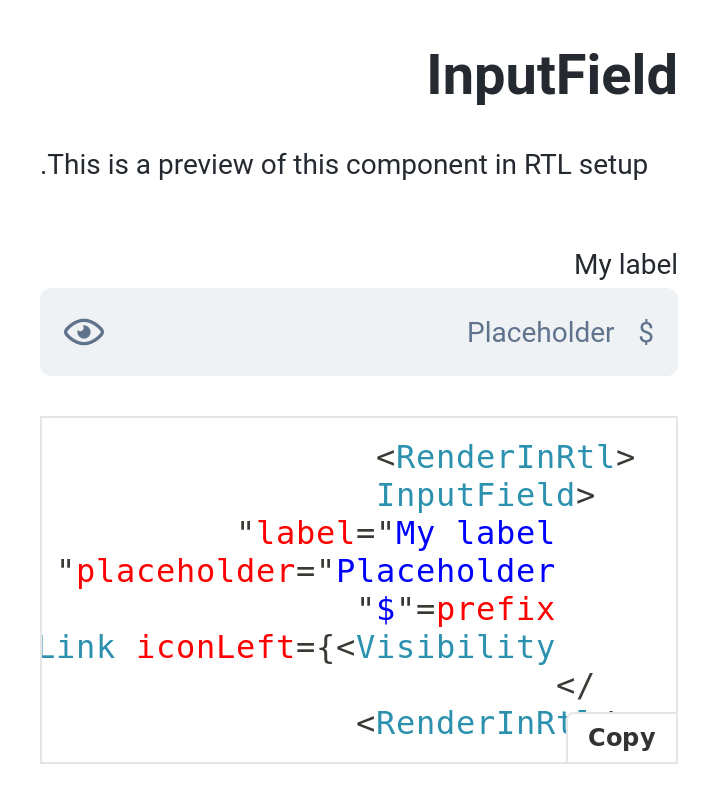 InputField
.This is a preview of this component in RTL setup
My label
Placeholder $
<RenderInRtl>
InputField>
"label="My label
"placeholder="Placeholder
"$"=prefix
Link iconLeft={<Visibility
</
<RenderInRtl
Copy